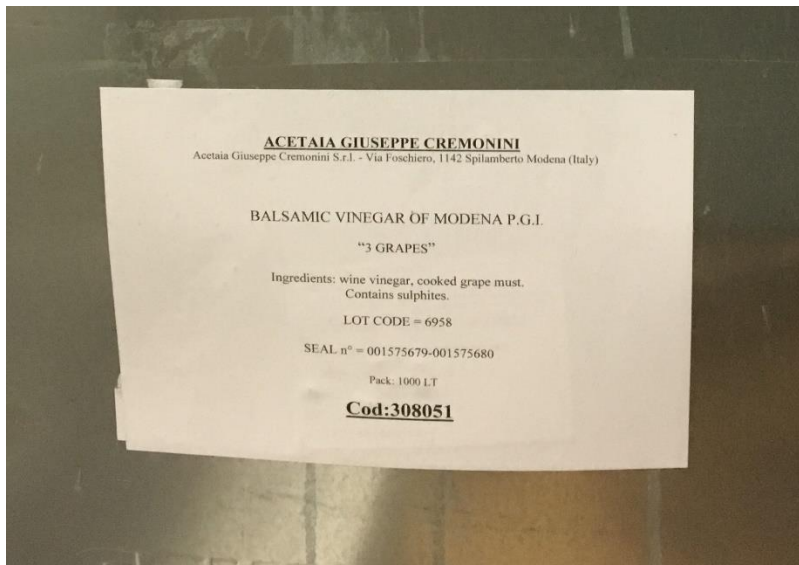 ACETAIA GIUSEPPE CREMONINI
Acetaia Giuseppe Cremonini S.r.l. - Via Foschiero, 1142 Spilamberto Modena (Italy)
BALSAMIC VINEGAR OF MODENA P.G.I.
“3 GRAPES”
Ingredients: wine vinegar, cooked grape must.
Contains sulphites.
LOT CODE = 6958
SEAL n° = 001575679-001575680
Pack: 1000 LT
Cod:308051